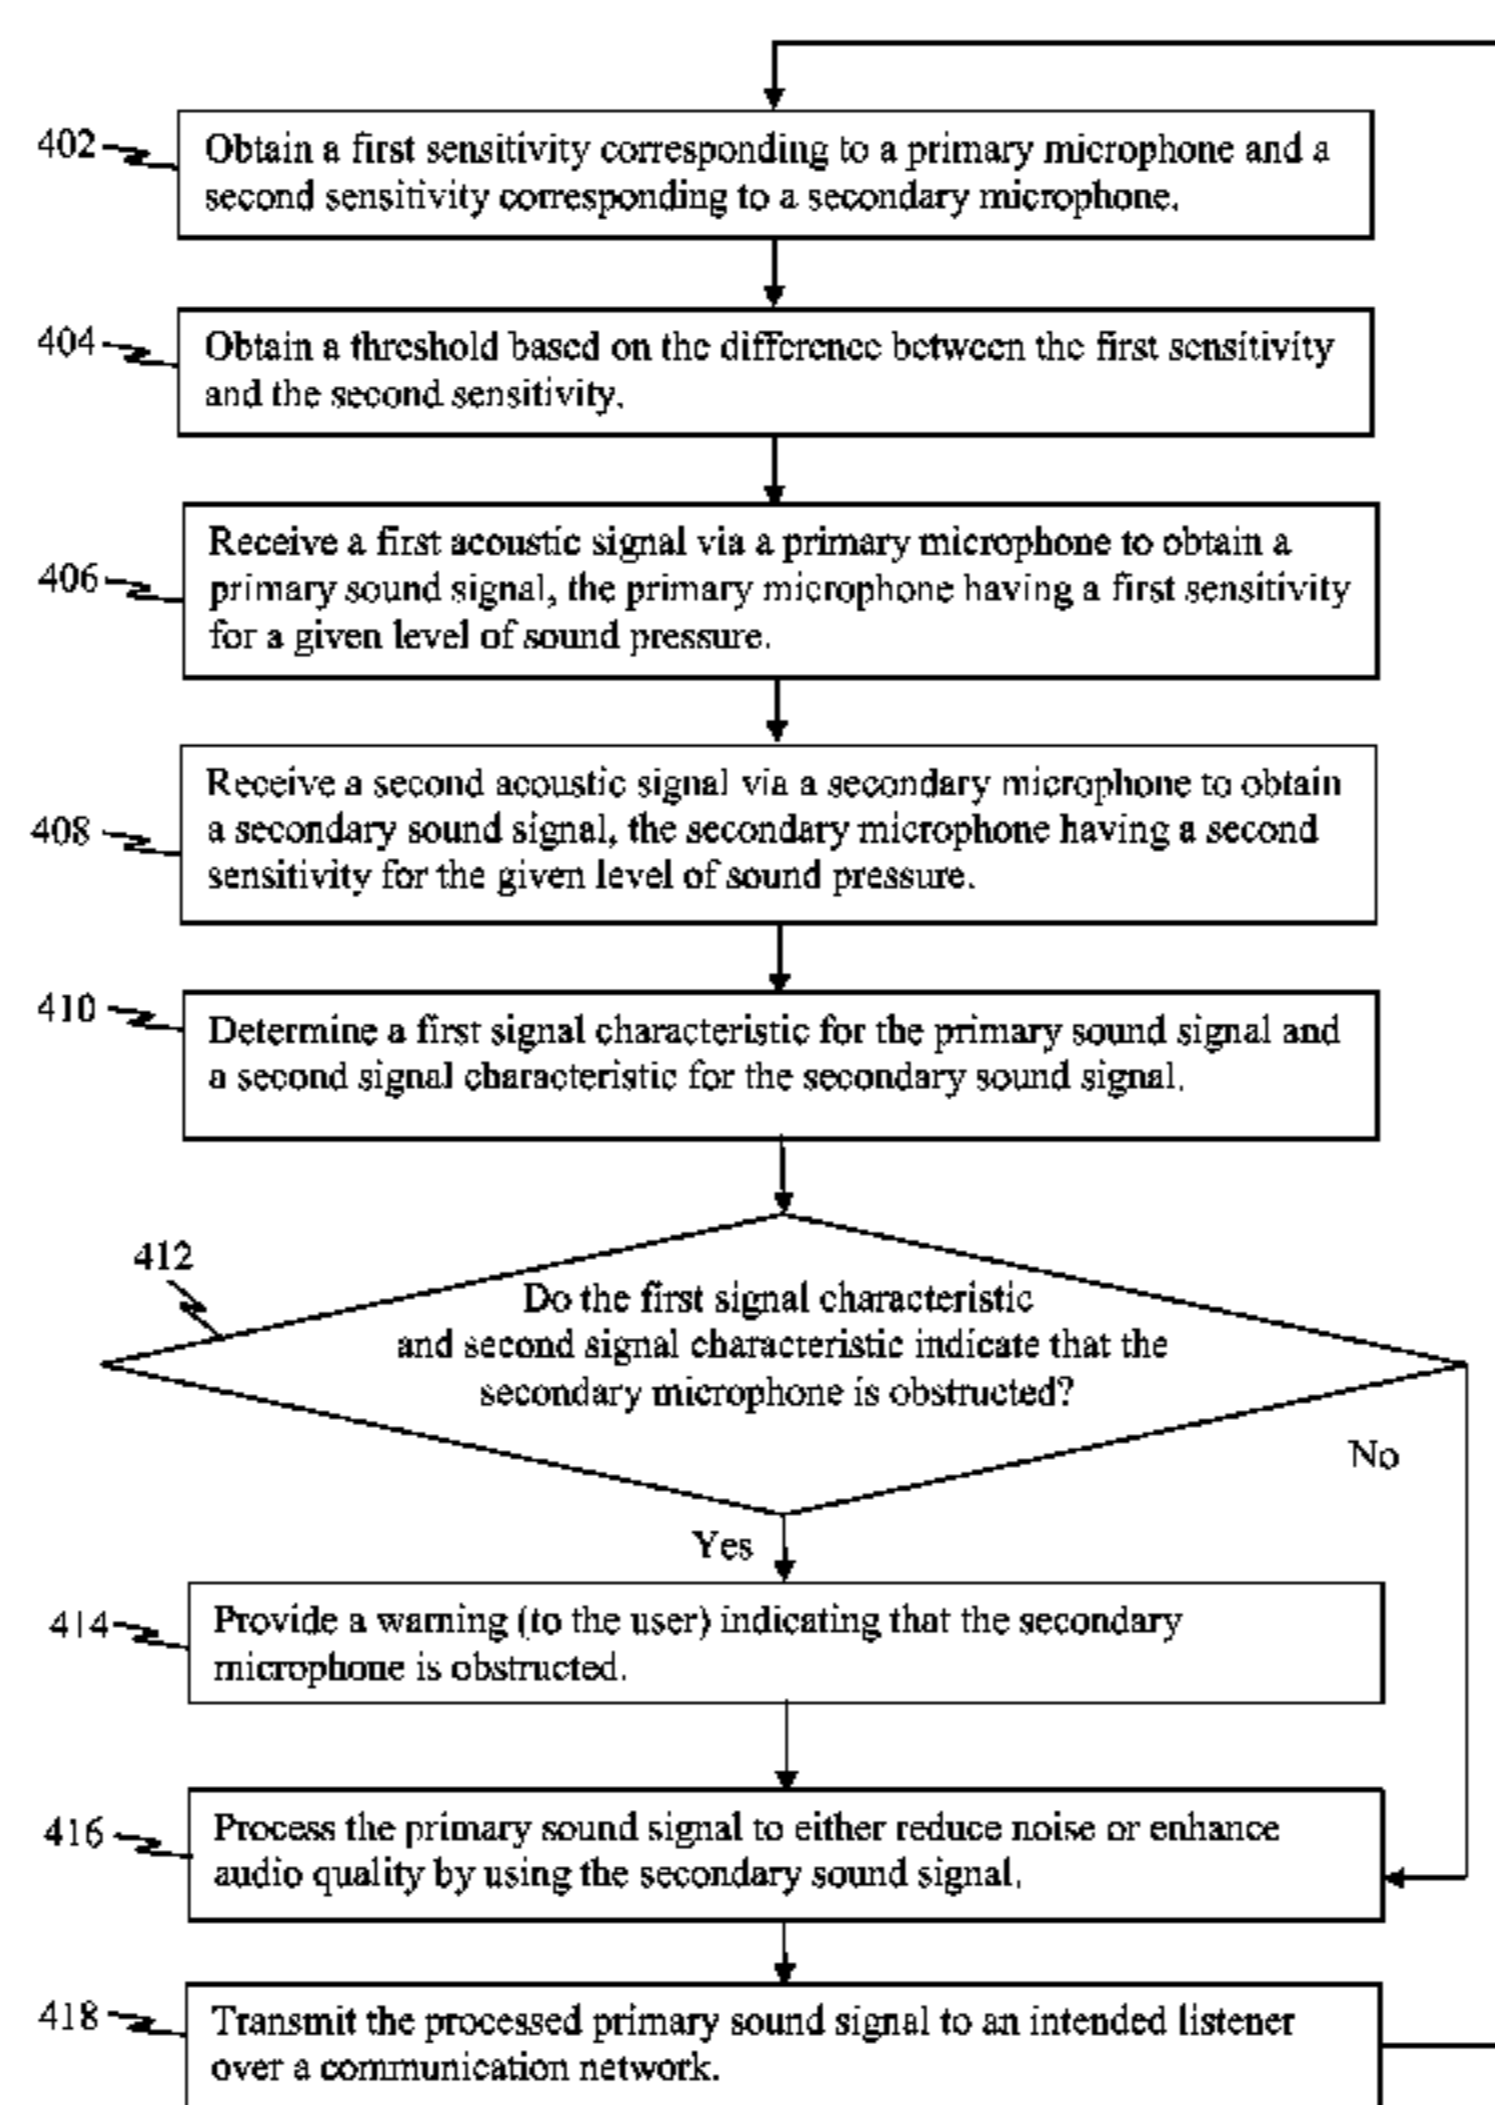 402
Obtain a first sensitivity corresponding to a primary microphone and a
second sensitivity corresponding to a secondary microphone.
404
Obtain a threshold based on the difference between the first sensitivity
and the second sensitivity.
406
Receive a first acoustic signal via a primary microphone to obtain a
primary sound signal, the primary microphone having a first sensitivity
for a given level of sound pressure.
408
Receive a second acoustic signal via a secondary microphone to obtain
a secondary sound signal, the secondary microphone having a second
sensitivity for the given level of sound pressure.
410
Determine a first signal characteristic for the primary sound signal and
a second signal characteristic for the secondary sound signal.
412
Do the first signal characteristic
and second signal characteristic indicate that the
secondary microphone is obstructed?
No
Yes
414
Provide a warning (to the user) indicating that the secondary
microphone is obstructed.
416
Process the primary sound signal to either reduce noise or enhance
audio quality by using the secondary sound signal.
418
Transmit the processed primary sound signal to an intended listener
over a communication network.